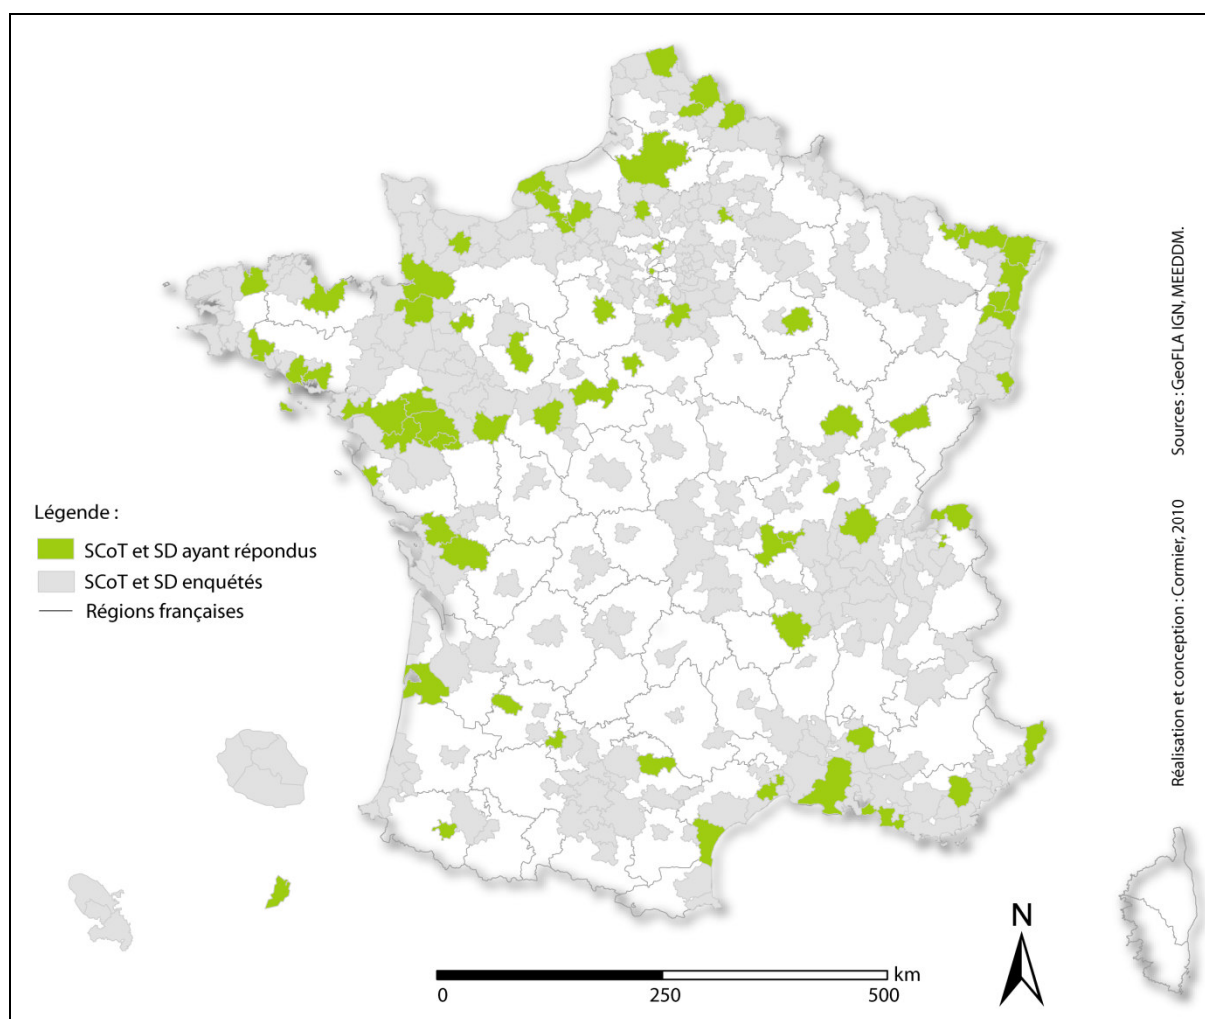 Légende :
SCoT et SD ayant répondus
SCoT et SD enquétés
Régions françaises
Sources : GeoFLA IGN, MEEDDM.
Réalisation et conception : Cormier, 2010
N
km
0 250 500